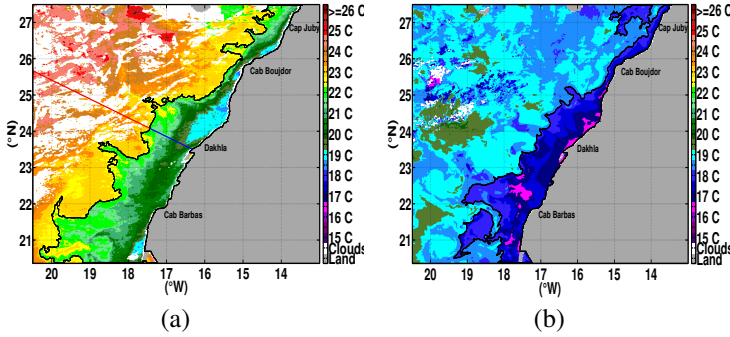 27
26
25
24
23
22
21
(°N)
20 19 18 17 16 15 14
(°W)
Cap Juby
Cab Boujdor
Dakhla
Cab Barbas
>=26 C
25 C
24 C
23 C
22 C
21 C
20 C
19 C
18 C
17 C
16 C
15 C
Clouds
Land
(a)
27
26
25
24
23
22
21
(°N)
20 19 18 17 16 15 14
(°W)
Cap Juby
Cab Boujdor
Dakhla
Cab Barbas
>=26 C
25 C
24 C
23 C
22 C
21 C
20 C
19 C
18 C
17 C
16 C
15 C
Clouds
Land
(b)